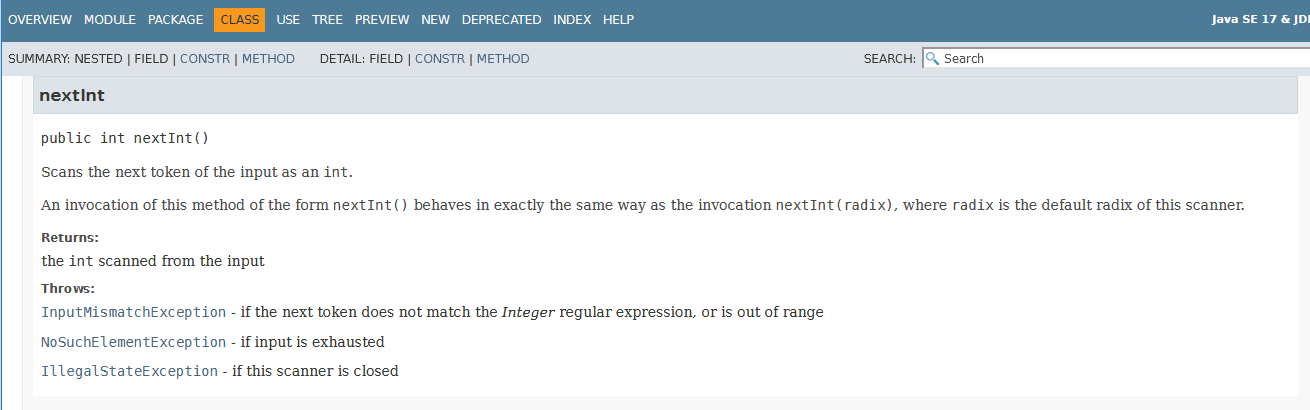 OVERVIEW MODULE PACKAGE CLASS USE TREE PREVIEW NEW DEPRECATED INDEX HELP Java SE 17 & JD
SUMMARY: NESTED | FIELD | CONSTR | METHOD DETAIL: FIELD | CONSTR | METHOD SEARCH: Search
nextInt
public int nextInt()
Scans the next token of the input as an int.
An invocation of this method of the form nextInt() behaves in exactly the same way as the invocation nextInt(radix), where radix is the default radix of this scanner.
Returns:
the int scanned from the input
Throws:
InputMismatchException - if the next token does not match the Integer regular expression, or is out of range
NoSuchElementException - if input is exhausted
IllegalStateException - if this scanner is closed